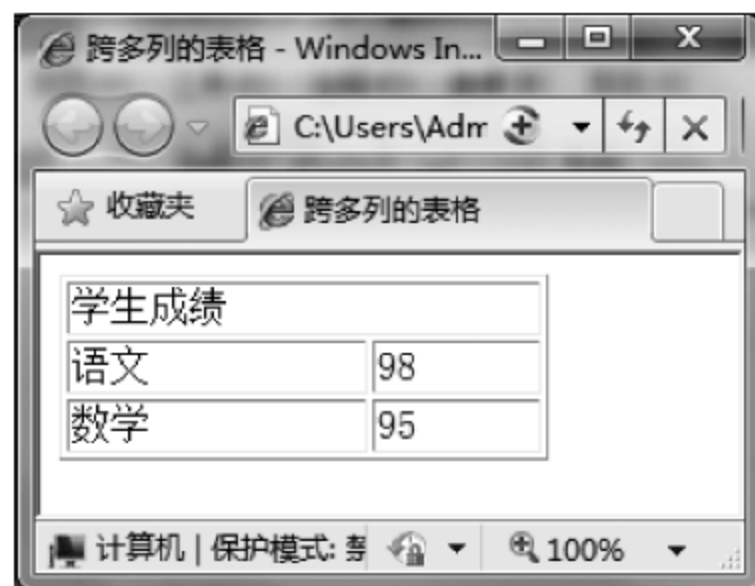 跨多列的表格 - Windows In...
C:\Users\Adm
收藏夹 跨多列的表格
学生成绩
语文 98
数学 95
计算机 | 保护模式: 禁 100%